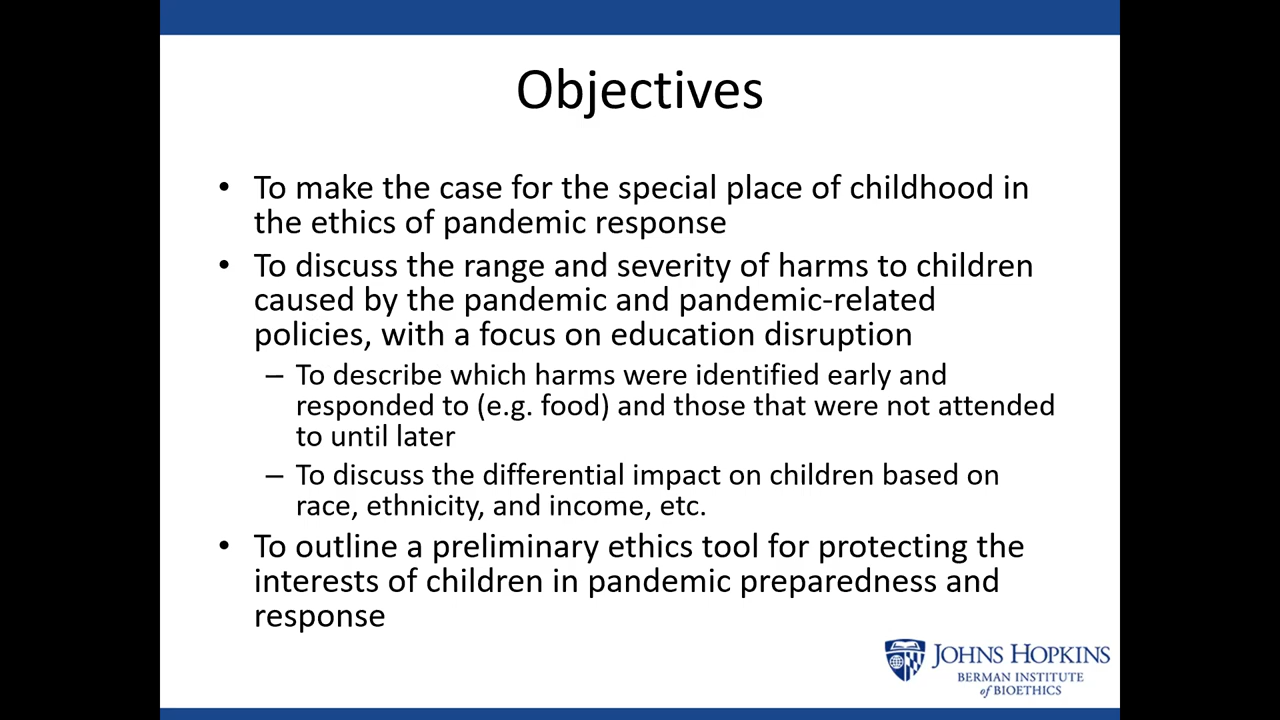 Objectives
• To make the case for the special place of childhood in
the ethics of pandemic response
• To discuss the range and severity of harms to children
caused by the pandemic and pandemic-related
policies, with a focus on education disruption
– To describe which harms were identified early and
responded to (e.g. food) and those that were not attended
to until later
– To discuss the differential impact on children based on
race, ethnicity, and income, etc.
• To outline a preliminary ethics tool for protecting the
interests of children in pandemic preparedness and
response
JOHNS HOPKINS
BERMAN INSTITUTE
of BIOETHICS